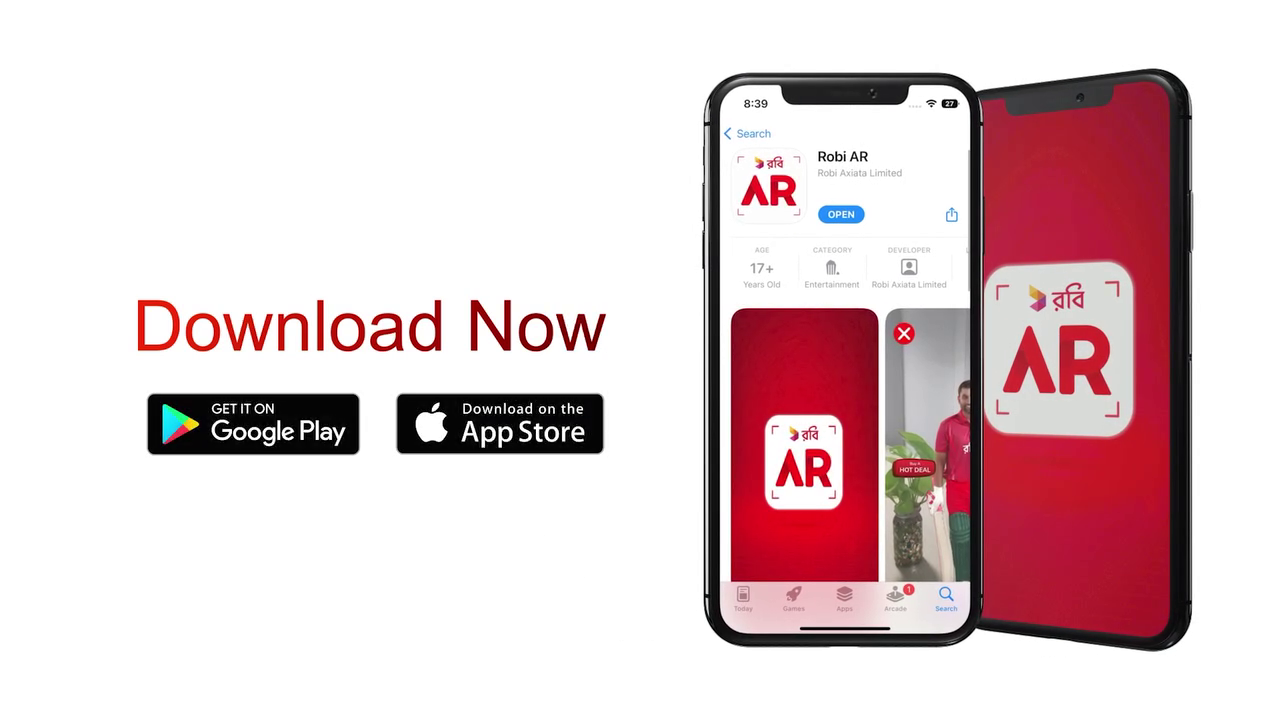 Download Now
GET IT ON
Google Play
Download on the
App Store
8:39
27
Search
রবি
AR
Robi AR
Robi Axiata Limited
OPEN
AGE
17+
Years Old
CATEGORY
Entertainment
DEVELOPER
Robi Axiata Limited
রবি
AR
HOT DEAL
Today
Games
Apps
Arcade
1
Search
রবি
AR